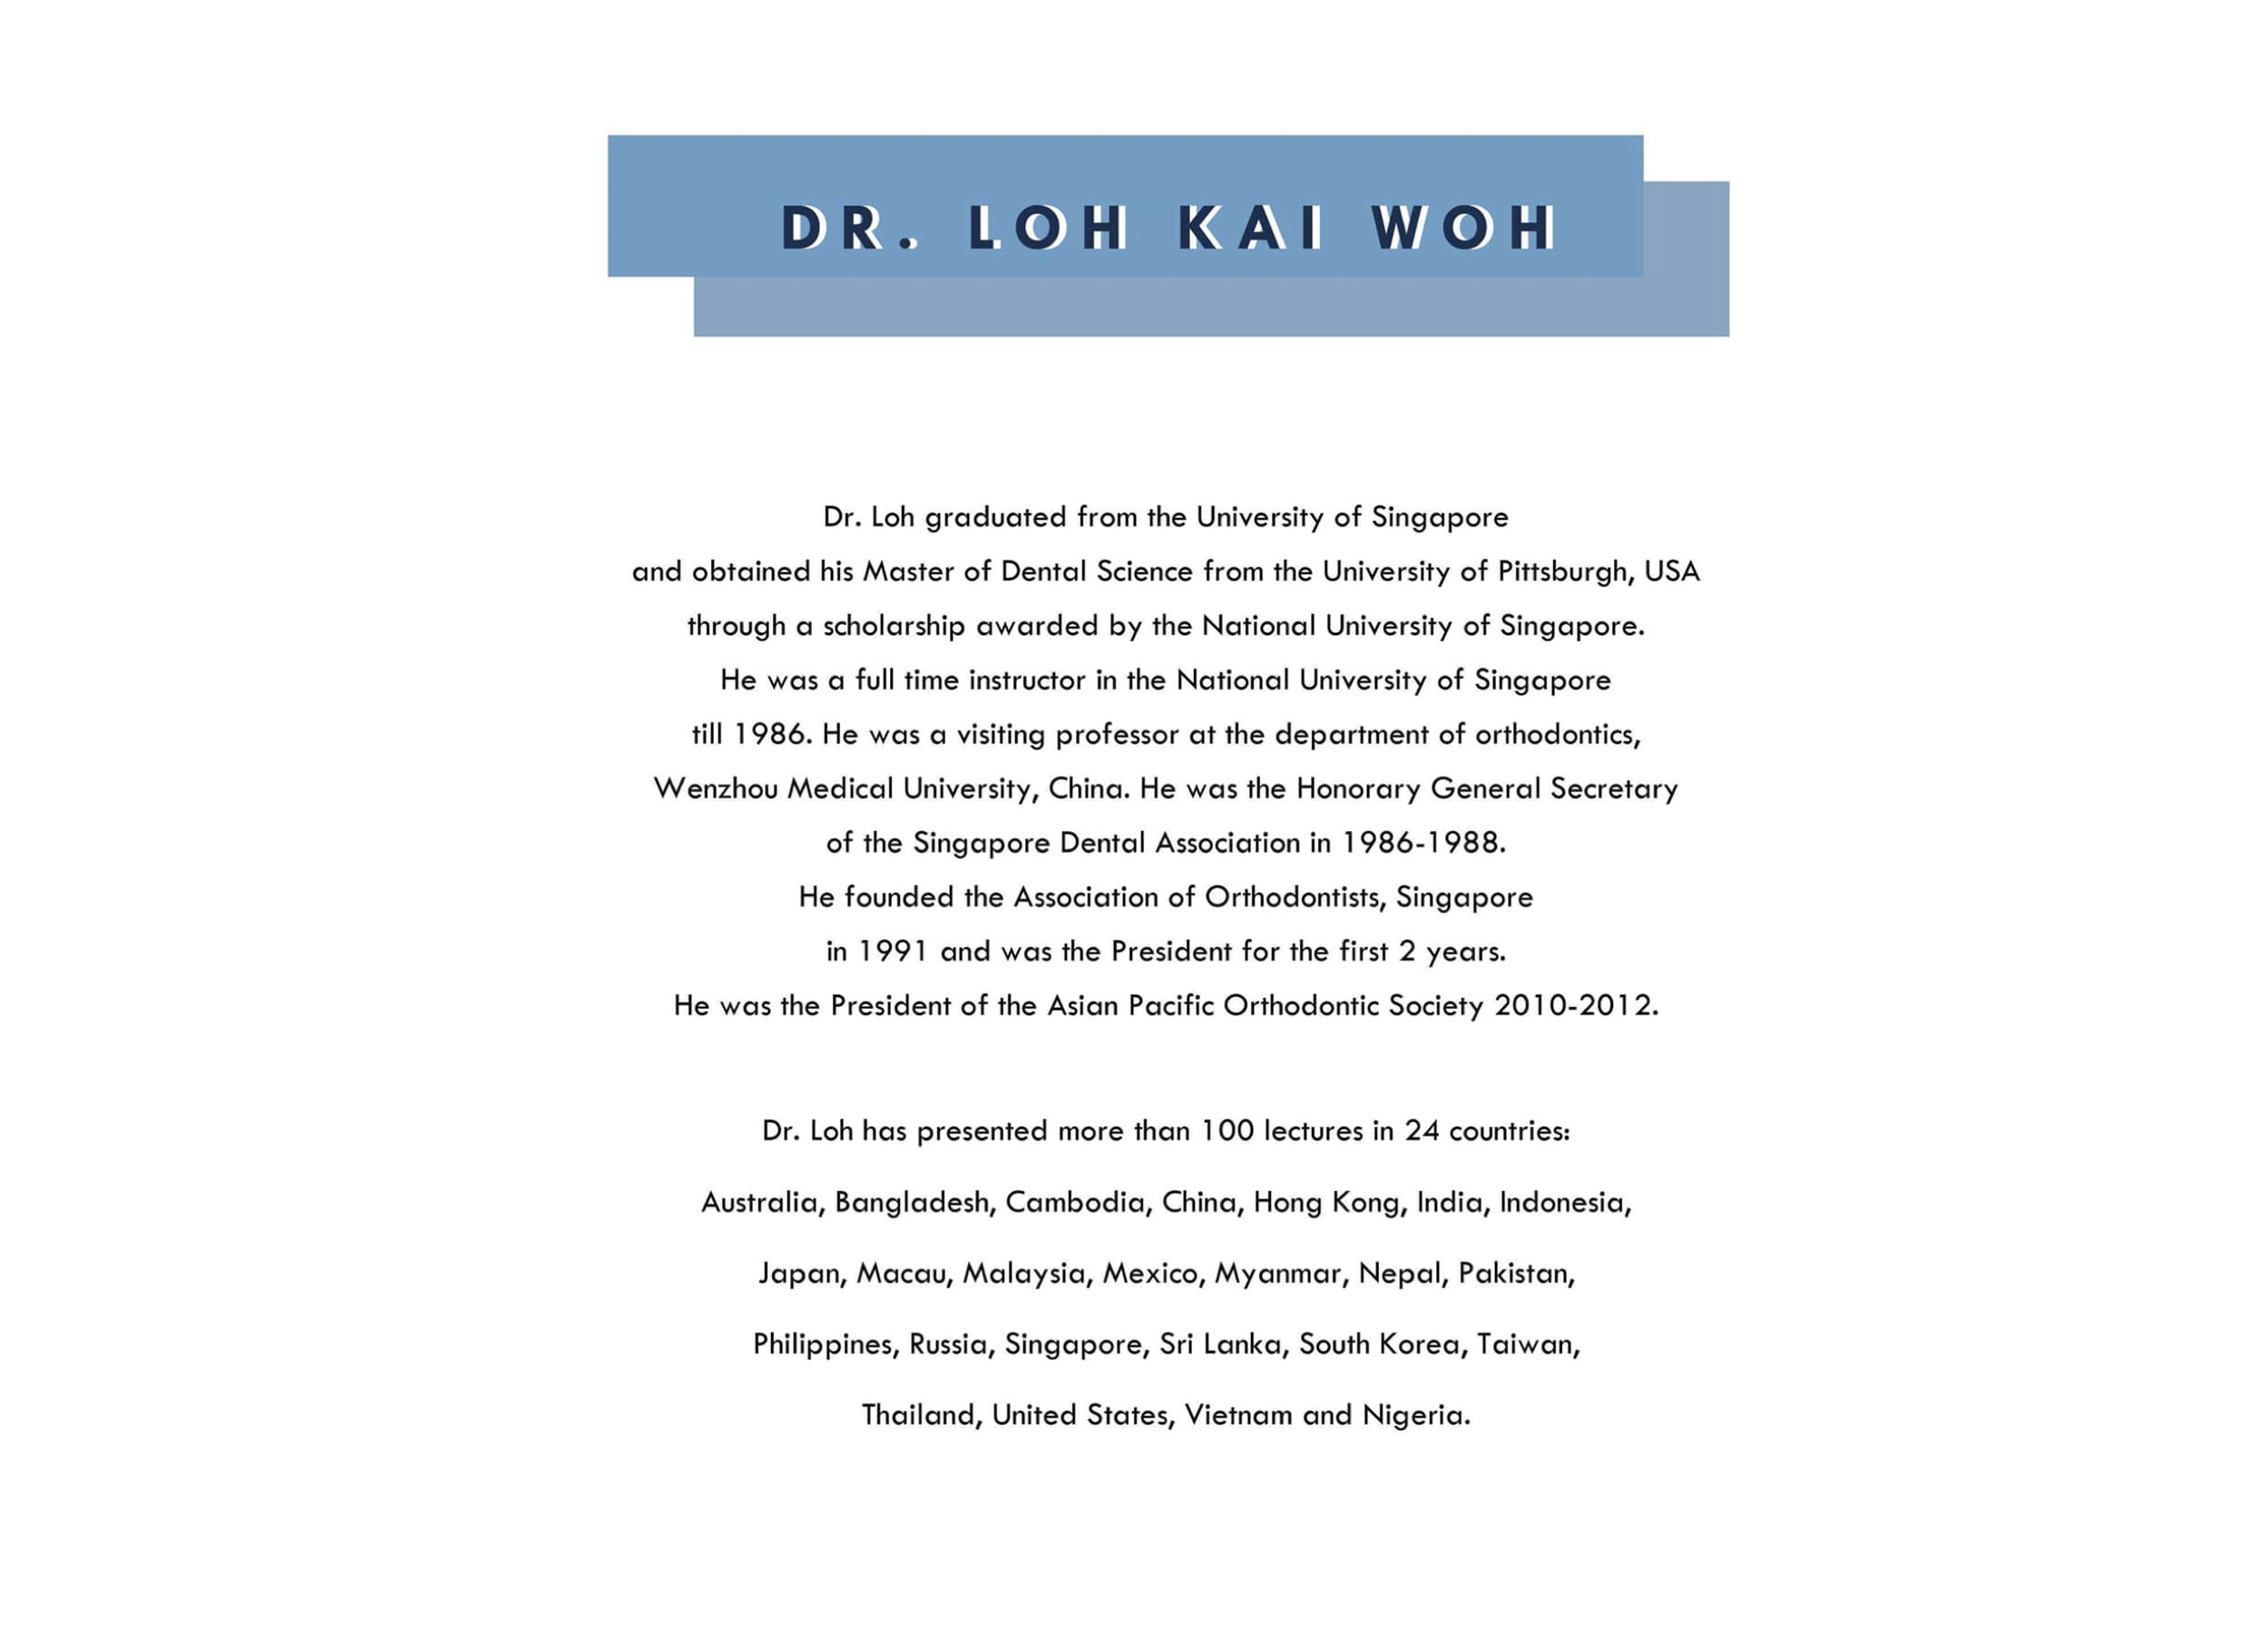 DR. LOH KAI WOH
Dr. Loh graduated from the University of Singapore
and obtained his Master of Dental Science from the University of Pittsburgh, USA
through a scholarship awarded by the National University of Singapore.
He was a full time instructor in the National University of Singapore
till 1986. He was a visiting professor at the department of orthodontics,
Wenzhou Medical University, China. He was the Honorary General Secretary
of the Singapore Dental Association in 1986-1988.
He founded the Association of Orthodontists, Singapore
in 1991 and was the President for the first 2 years.
He was the President of the Asian Pacific Orthodontic Society 2010-2012.
Dr. Loh has presented more than 100 lectures in 24 countries:
Australia, Bangladesh, Cambodia, China, Hong Kong, India, Indonesia,
Japan, Macau, Malaysia, Mexico, Myanmar, Nepal, Pakistan,
Philippines, Russia, Singapore, Sri Lanka, South Korea, Taiwan,
Thailand, United States, Vietnam and Nigeria.